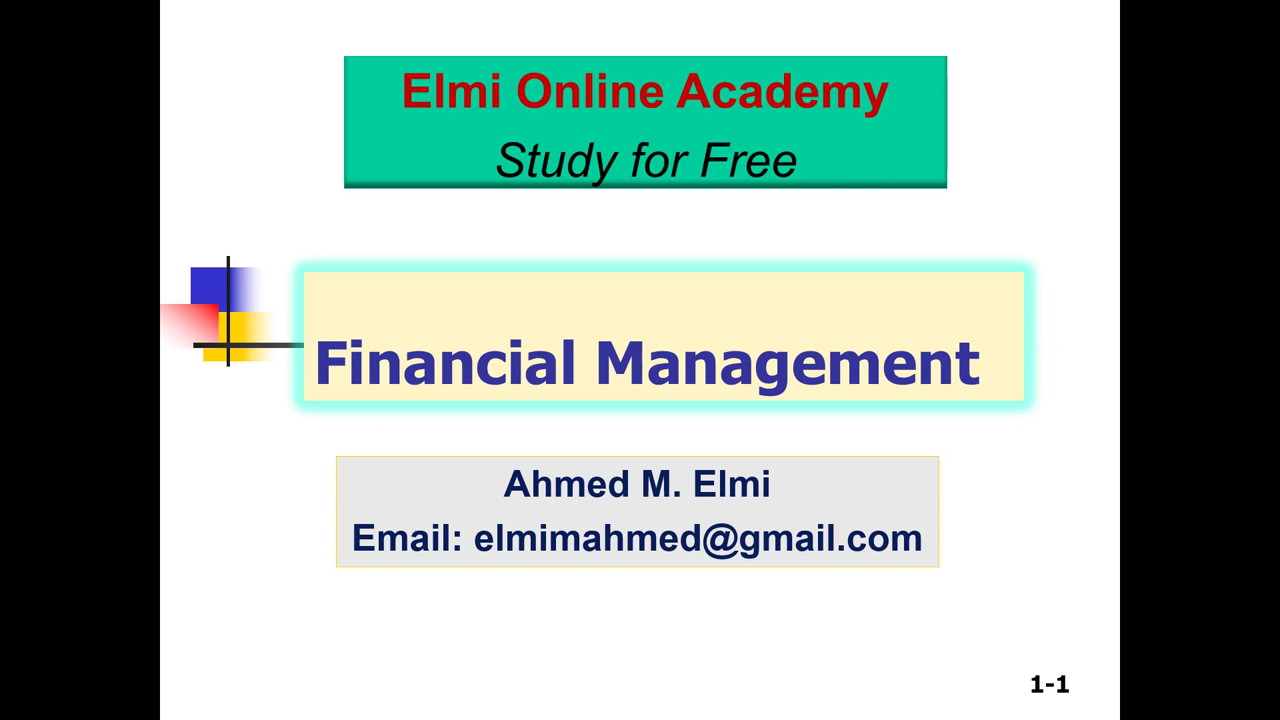 Elmi Online Academy
Study for Free
Financial Management
Ahmed M. Elmi
Email: elmimahmed@gmail.com
1-1